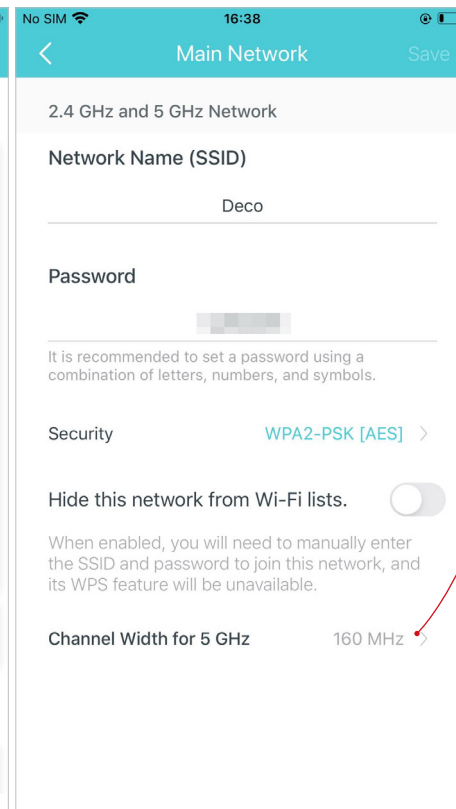 No SIM 16:38
Main Network Save
2.4 GHz and 5 GHz Network
Network Name (SSID)
Deco
Password
It is recommended to set a password using a
combination of letters, numbers, and symbols.
Security WPA2-PSK [AES]
Hide this network from Wi-Fi lists.
When enabled, you will need to manually enter
the SSID and password to join this network, and
its WPS feature will be unavailable.
Channel Width for 5 GHz 160 MHz